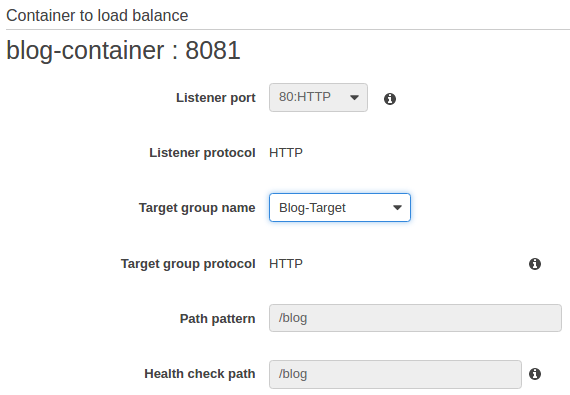 Container to load balance
blog-container : 8081
Listener port 80:HTTP
Listener protocol HTTP
Target group name Blog-Target
Target group protocol HTTP
Path pattern /blog
Health check path /blog